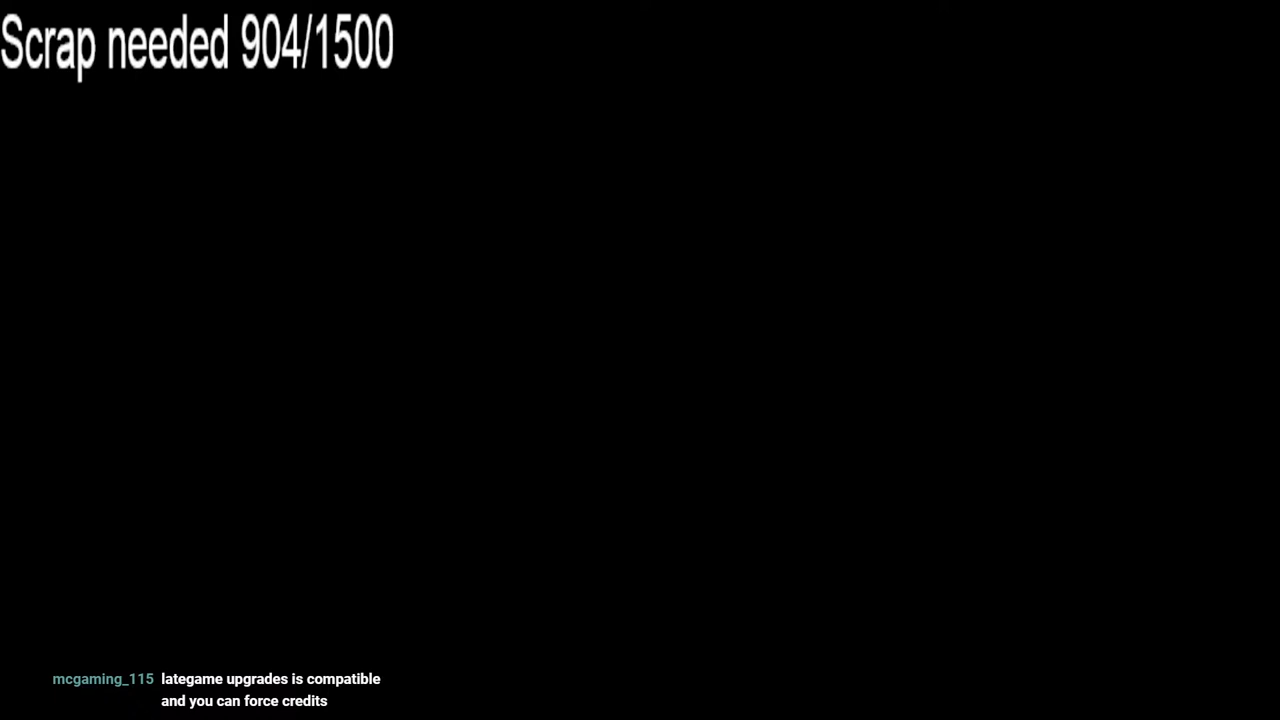 Scrap needed 904/1500
mcgaming_115 lategame upgrades is compatible
and you can force credits